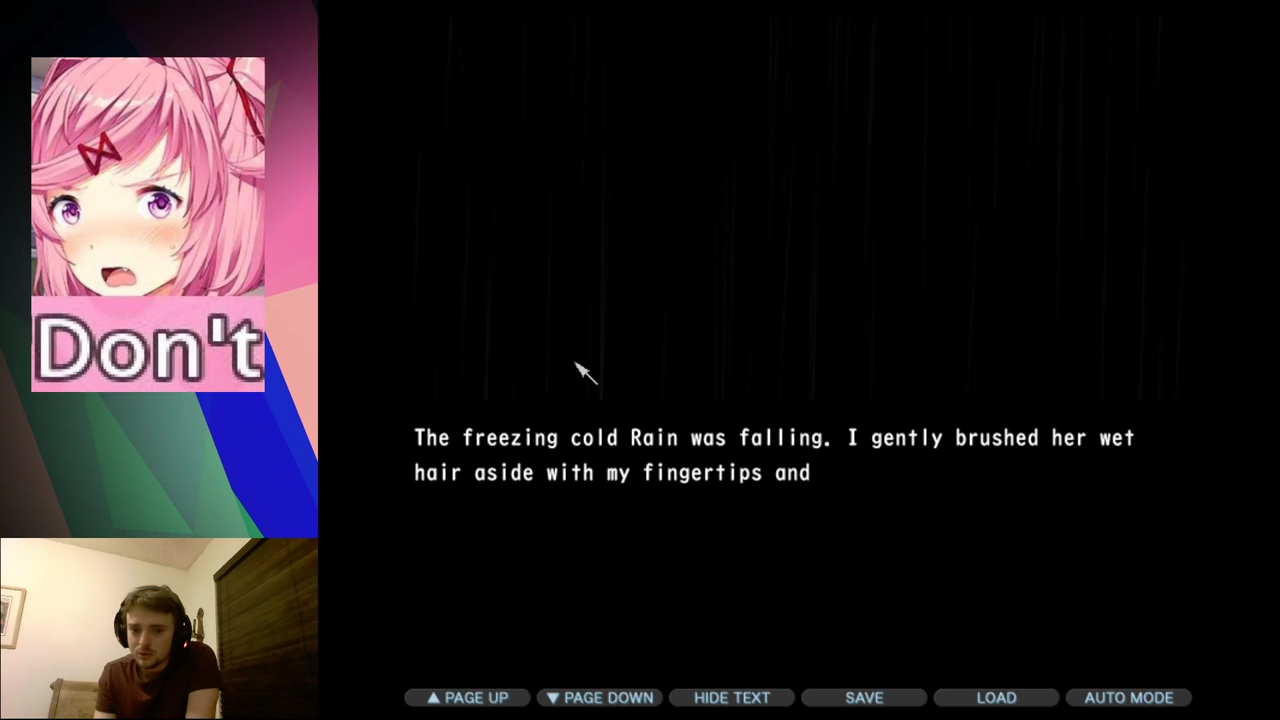 Don't
The freezing cold Rain was falling. I gently brushed her wet
hair aside with my fingertips and
▲ PAGE UP
▼ PAGE DOWN
HIDE TEXT
SAVE
LOAD
AUTO MODE